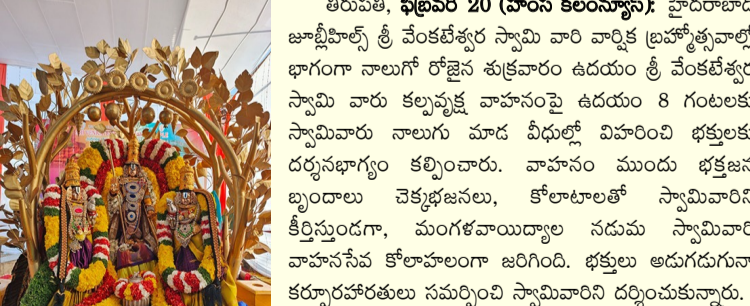 తిరుపతి, ఫిబ్రవరి 20 (హంస కలంన్యూస్): హైదరాబాద్
జూబ్లీహిల్స్ శ్రీ వేంకటేశ్వర స్వామి వారి వార్షిక బ్రహ్మోత్సవాల్లో
భాగంగా నాలుగో రోజైన శుక్రవారం ఉదయం శ్రీ వేంకటేశ్వర
స్వామి వారు కల్పవృక్ష వాహనంపై ఉదయం 8 గంటలకు
స్వామివారు నాలుగు మాడ వీధుల్లో విహరించి భక్తులకు
దర్శనభాగ్యం కల్పించారు. వాహనం ముందు భక్తజన
బృందాలు చెక్కభజనలు, కోలాటాలతో స్వామివారిని
కీర్తిస్తుండగా, మంగళవాయిద్యాల నడుమ స్వామివారి
వాహనసేవ కోలాహలంగా జరిగింది. భక్తులు అడుగడుగునా
కర్పూరహారతులు సమర్పించి స్వామివారిని దర్శించుకున్నారు.